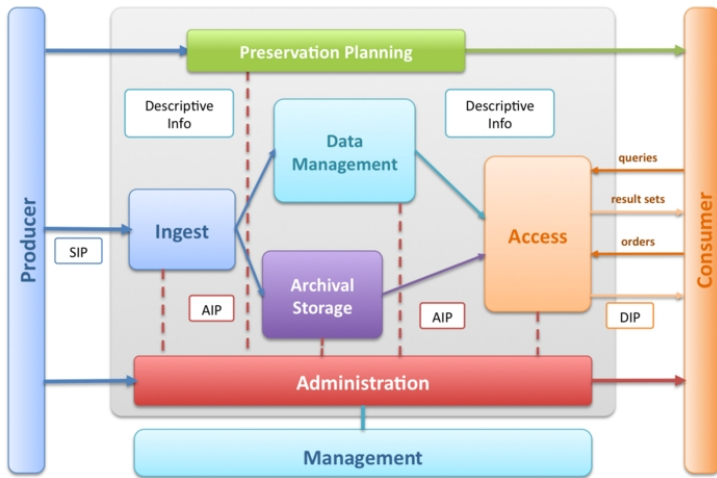 Preservation Planning
Descriptive
Info
Descriptive
Info
Data
Management
queries
result sets
orders
Producer
SIP
Ingest
Access
Consumer
Archival
Storage
AIP
AIP
DIP
Administration
Management